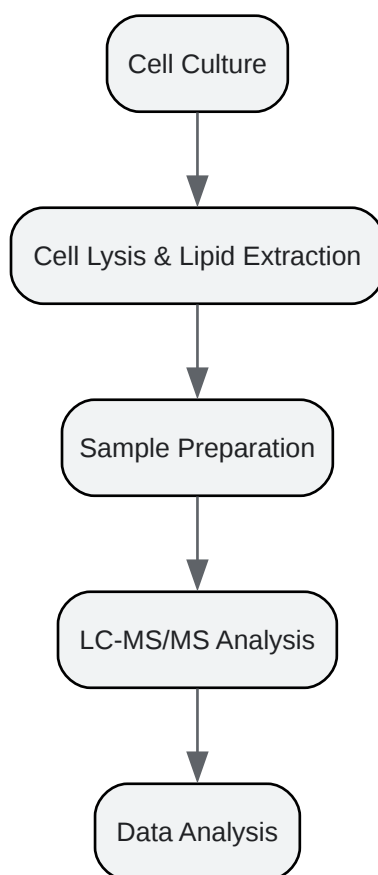 Cell Culture
Cell Lysis & Lipid Extraction
Sample Preparation
LC-MS/MS Analysis
Data Analysis